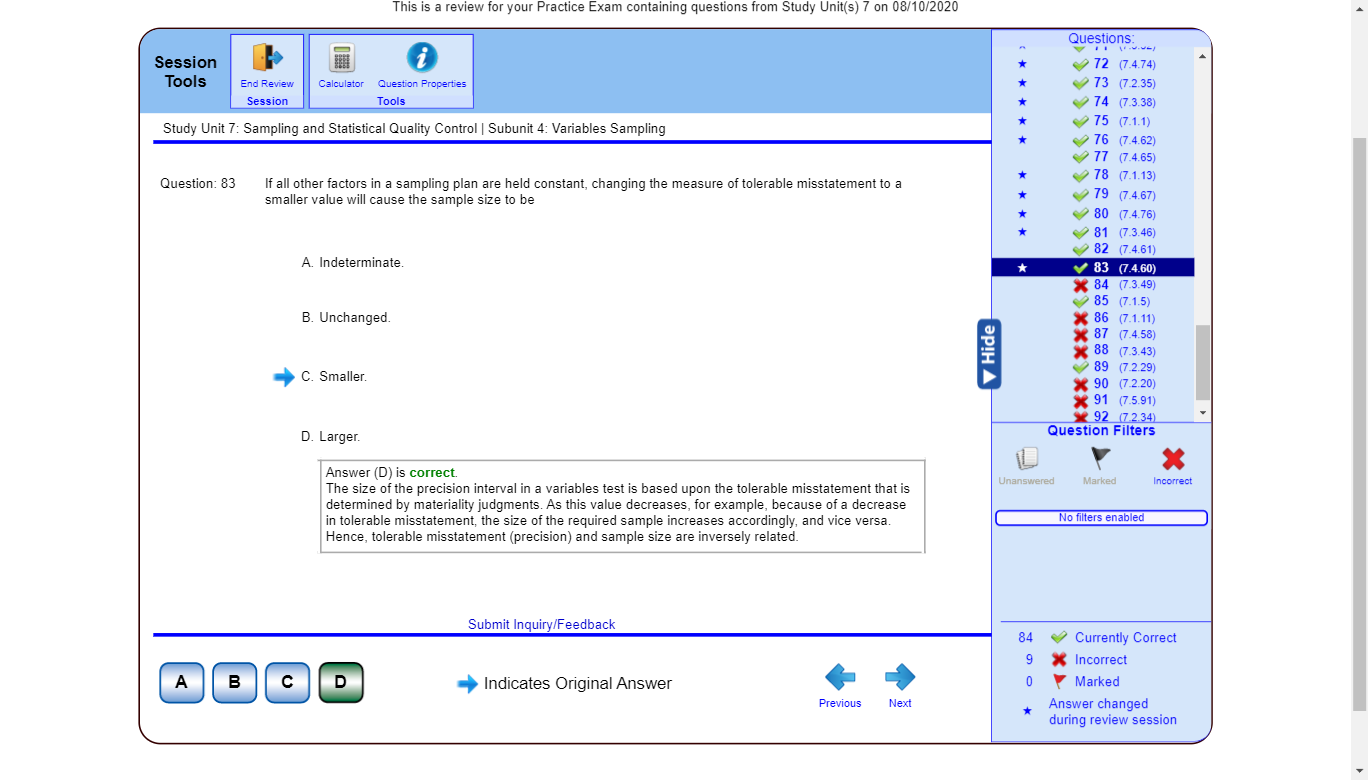 This is a review for your Practice Exam containing questions from Study Unit(s) 7 on 08/10/2020
Session Tools
End Review
Session
Calculator
Question Properties
Tools
Study Unit 7: Sampling and Statistical Quality Control | Subunit 4: Variables Sampling
Question: 83
If all other factors in a sampling plan are held constant, changing the measure of tolerable misstatement to a
smaller value will cause the sample size to be
A. Indeterminate.
B. Unchanged.
C. Smaller.
D. Larger.
Answer (D) is correct.
The size of the precision interval in a variables test is based upon the tolerable misstatement that is
determined by materiality judgments. As this value decreases, for example, because of a decrease
in tolerable misstatement, the size of the required sample increases accordingly, and vice versa.
Hence, tolerable misstatement (precision) and sample size are inversely related.
Submit Inquiry/Feedback
A B C D
Indicates Original Answer
Previous
Next
Hide
Questions:
72 (7.4.74)
73 (7.2.35)
74 (7.3.38)
75 (7.1.1)
76 (7.4.62)
77 (7.4.65)
78 (7.1.13)
79 (7.4.67)
80 (7.4.76)
81 (7.3.46)
82 (7.4.61)
83 (7.4.60)
84 (7.3.49)
85 (7.1.5)
86 (7.1.11)
87 (7.4.58)
88 (7.3.43)
89 (7.2.29)
90 (7.2.20)
91 (7.5.91)
92 (7.2.34)
Question Filters
Unanswered
Marked
Incorrect
No filters enabled
84 Currently Correct
9 Incorrect
0 Marked
Answer changed
during review session